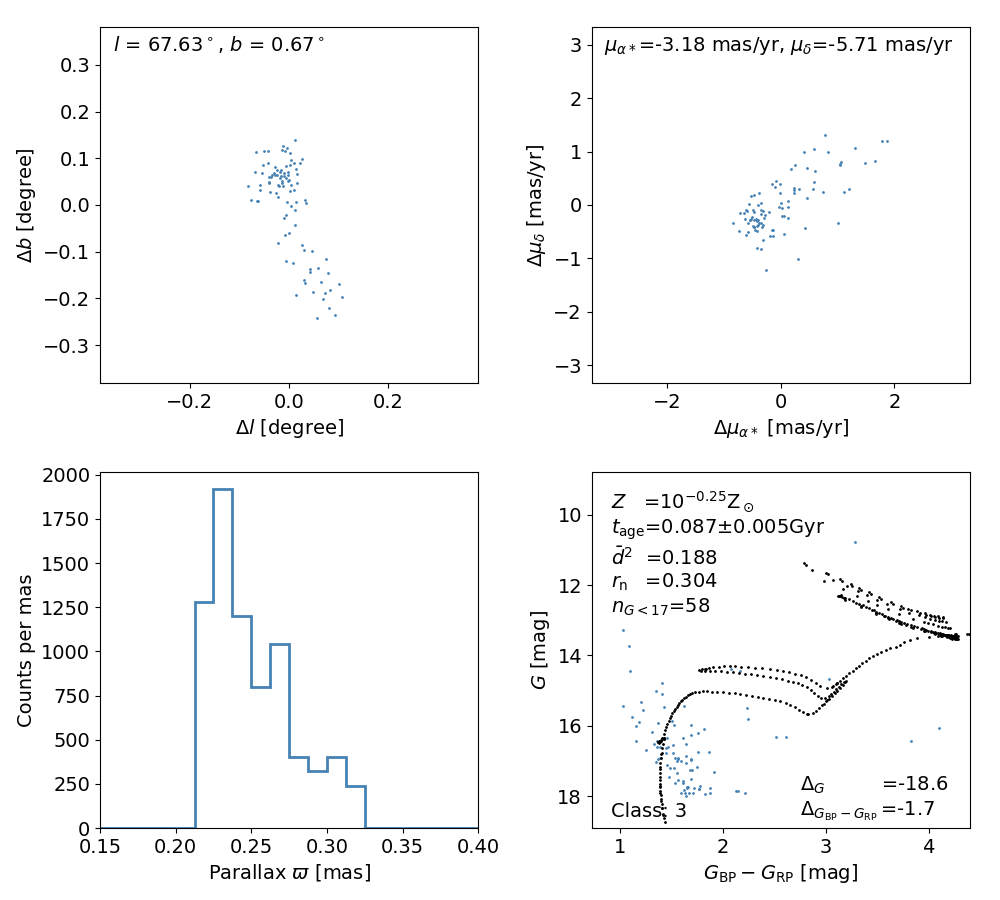 l = 67.63°, b = 0.67°
0.3
0.2
0.1
0.0
−0.1
−0.2
−0.3
Δb [degree]
−0.2 0.0 0.2
Δl [degree]
μα*=-3.18 mas/yr, μδ=-5.71 mas/yr
3
2
1
0
−1
−2
−3
Δμδ [mas/yr]
−2 0 2
Δμα* [mas/yr]
2000
1750
1500
1250
1000
750
500
250
0
Counts per mas
0.15 0.20 0.25 0.30 0.35 0.40
Parallax ϖ [mas]
Z =10^−0.25 Z⊙
t_age=0.087±0.005Gyr
d̄² =0.188
r_n =0.304
n_G<17=58
10
12
14
16
18
G [mag]
Δ_G =-18.6
Δ_G_BP−G_RP =-1.7
Class: 3
1 2 3 4
G_BP − G_RP [mag]